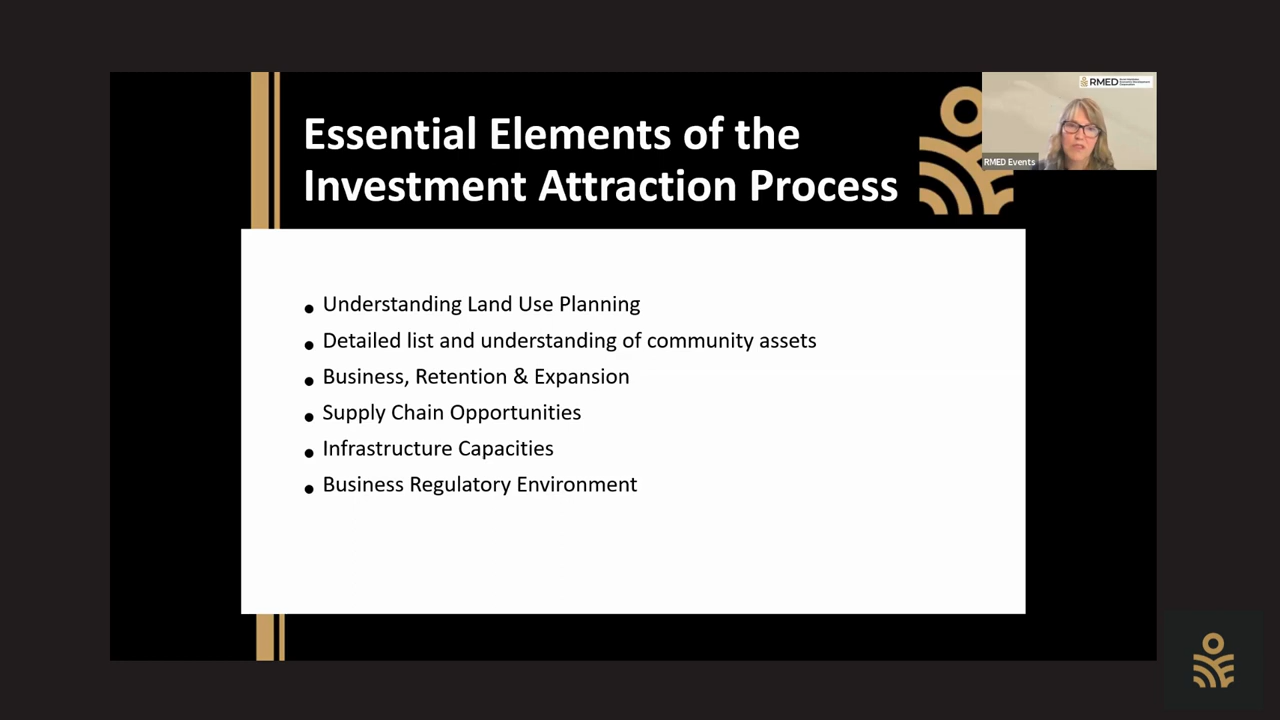 Essential Elements of the
Investment Attraction Process
RMED
RMED Events
• Understanding Land Use Planning
• Detailed list and understanding of community assets
• Business, Retention & Expansion
• Supply Chain Opportunities
• Infrastructure Capacities
• Business Regulatory Environment